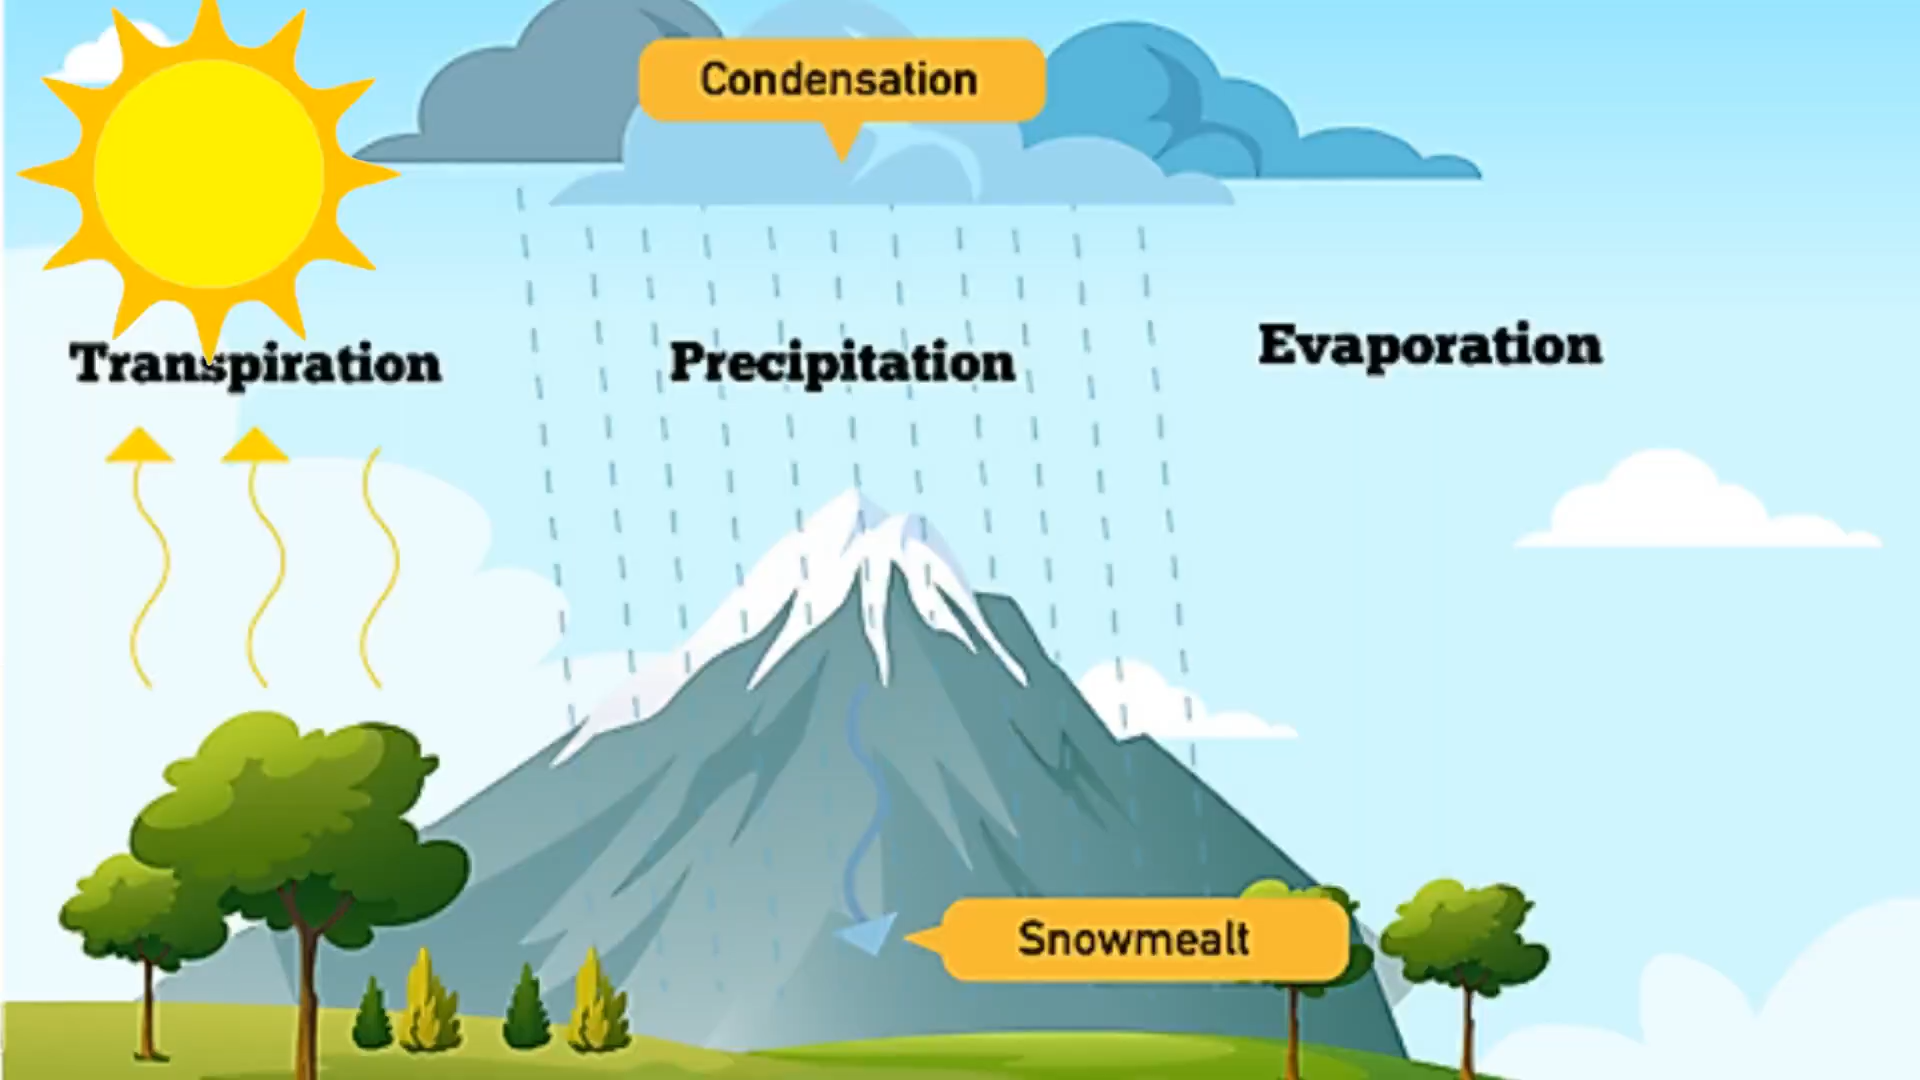 Condensation
Transpiration
Precipitation
Evaporation
Snowmealt